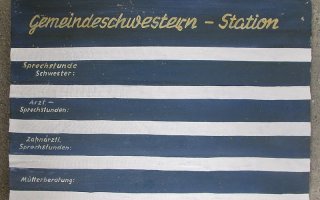 Gemeindeschwestern - Station
Sprechstunde
Schwester:
Arzt -
Sprechstunden:
Zahnärztl.
Sprechstunden:
Mütterberatung: